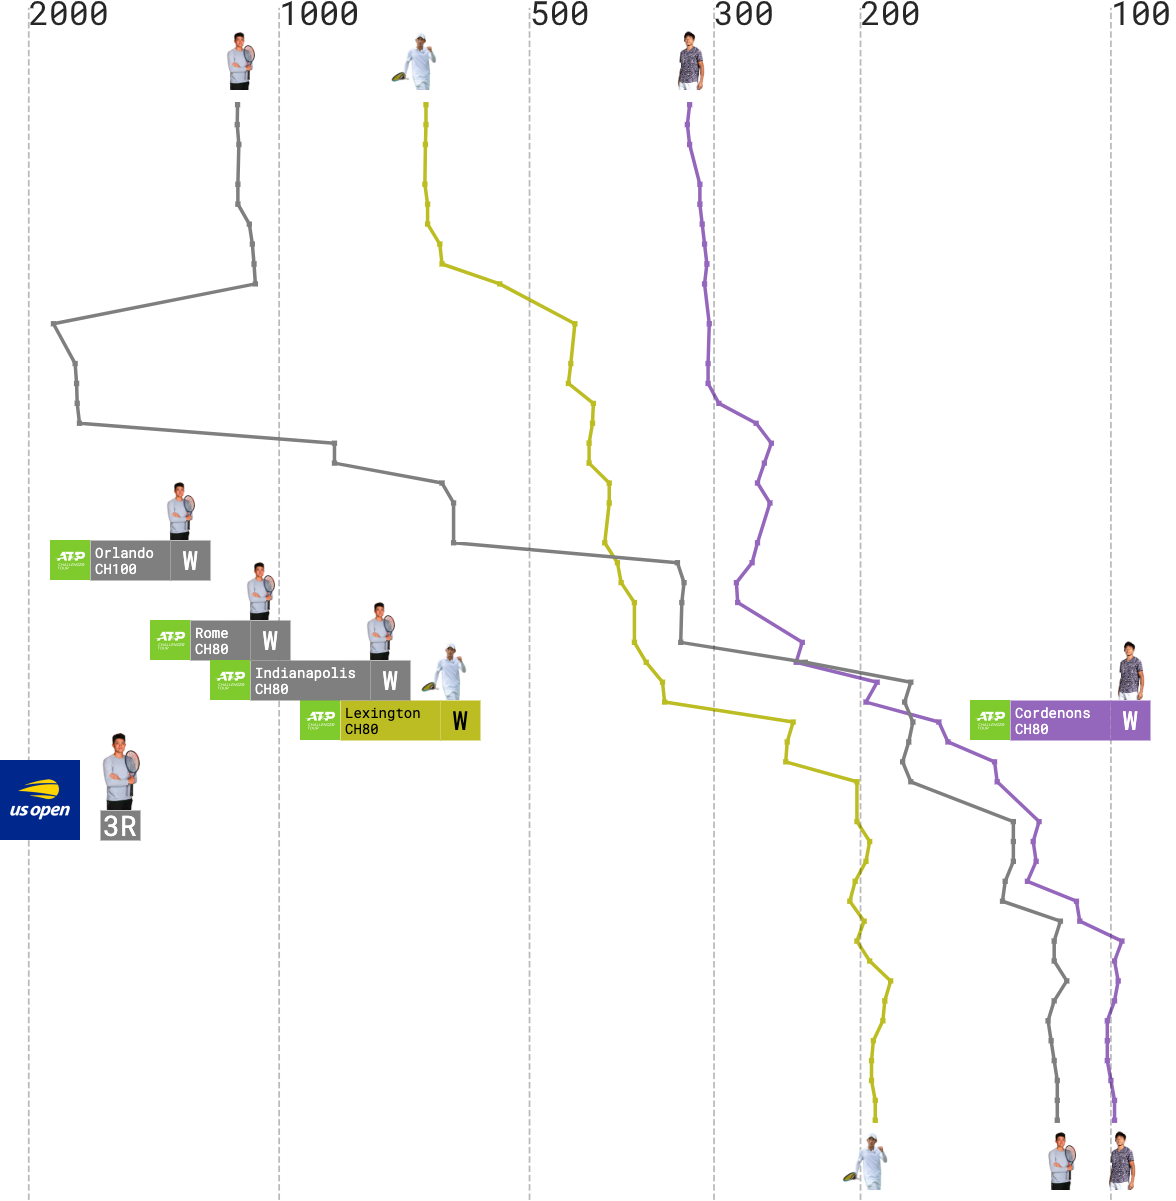 2000 1000 500 300 200 100
ATP
CHALLENGER
TOUR
Orlando
CH100
W
ATP
CHALLENGER
TOUR
Rome
CH80
W
ATP
CHALLENGER
TOUR
Indianapolis
CH80
W
ATP
CHALLENGER
TOUR
Lexington
CH80
W
ATP
CHALLENGER
TOUR
Cordenons
CH80
W
us open
3R